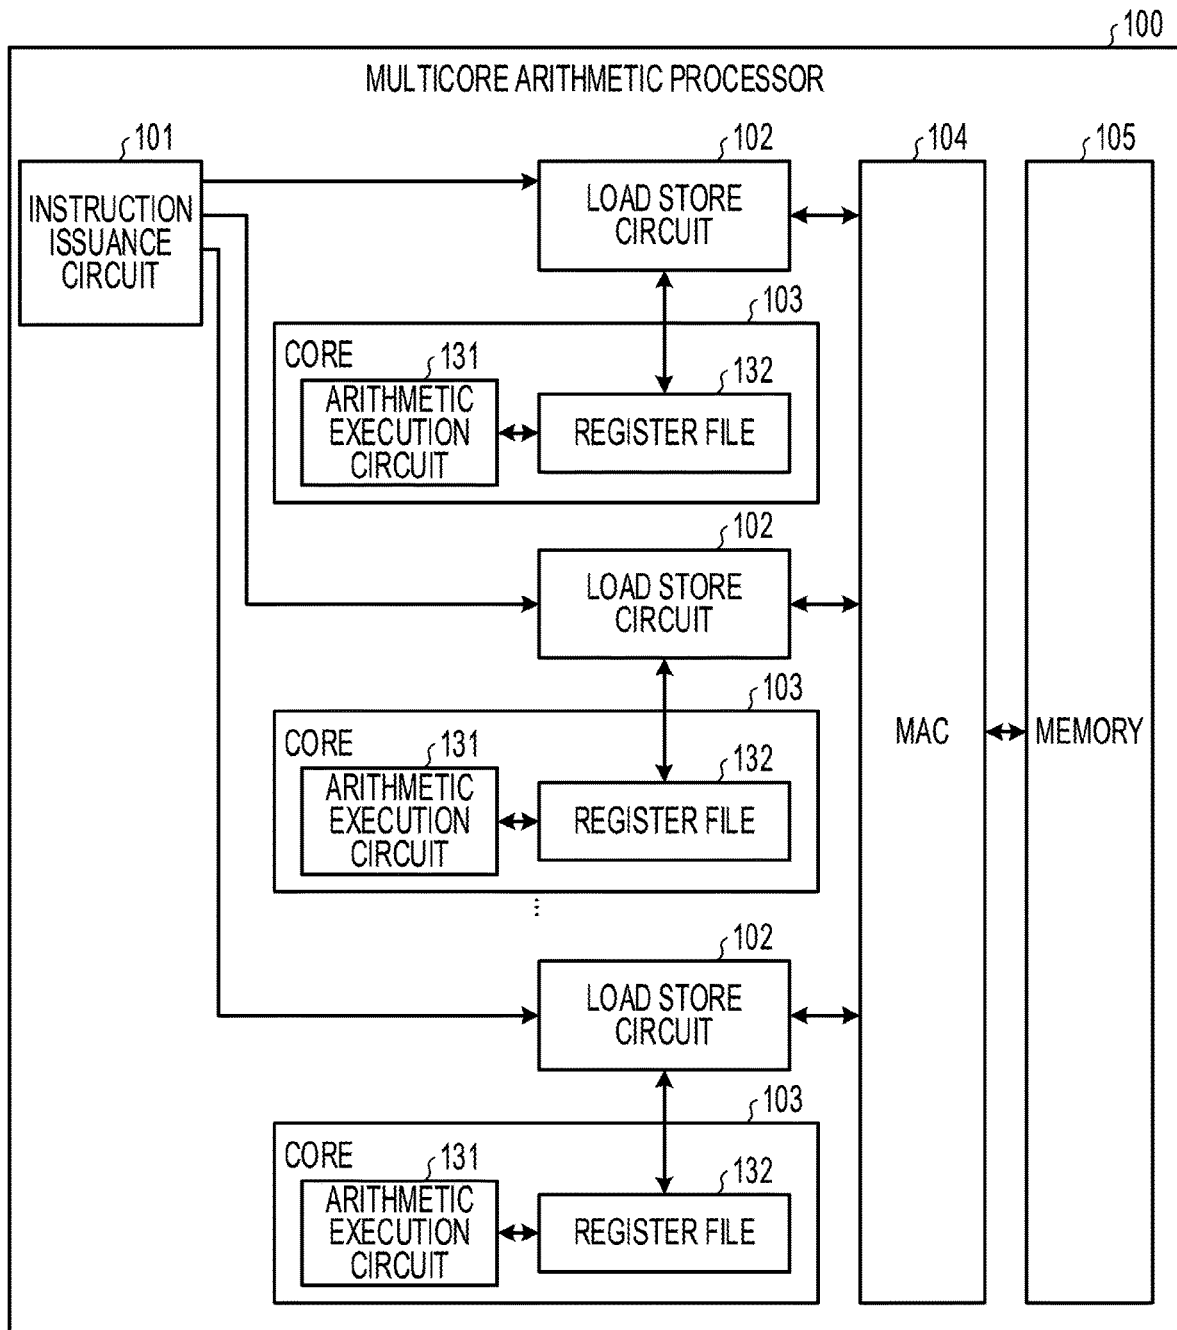 100
MULTICORE ARITHMETIC PROCESSOR
101
INSTRUCTION
ISSUANCE
CIRCUIT
102
LOAD STORE
CIRCUIT
104
MAC
105
MEMORY
103
CORE
131
ARITHMETIC
EXECUTION
CIRCUIT
132
REGISTER FILE
102
LOAD STORE
CIRCUIT
103
CORE
131
ARITHMETIC
EXECUTION
CIRCUIT
132
REGISTER FILE
...
102
LOAD STORE
CIRCUIT
103
CORE
131
ARITHMETIC
EXECUTION
CIRCUIT
132
REGISTER FILE